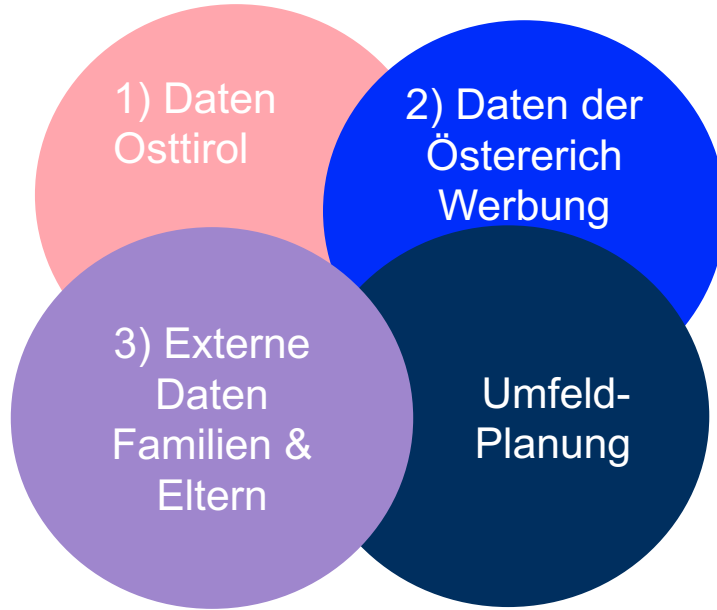 1) Daten
Osttirol
2) Daten der
Östererich
Werbung
3) Externe
Daten
Familien &
Eltern
Umfeld-
Planung